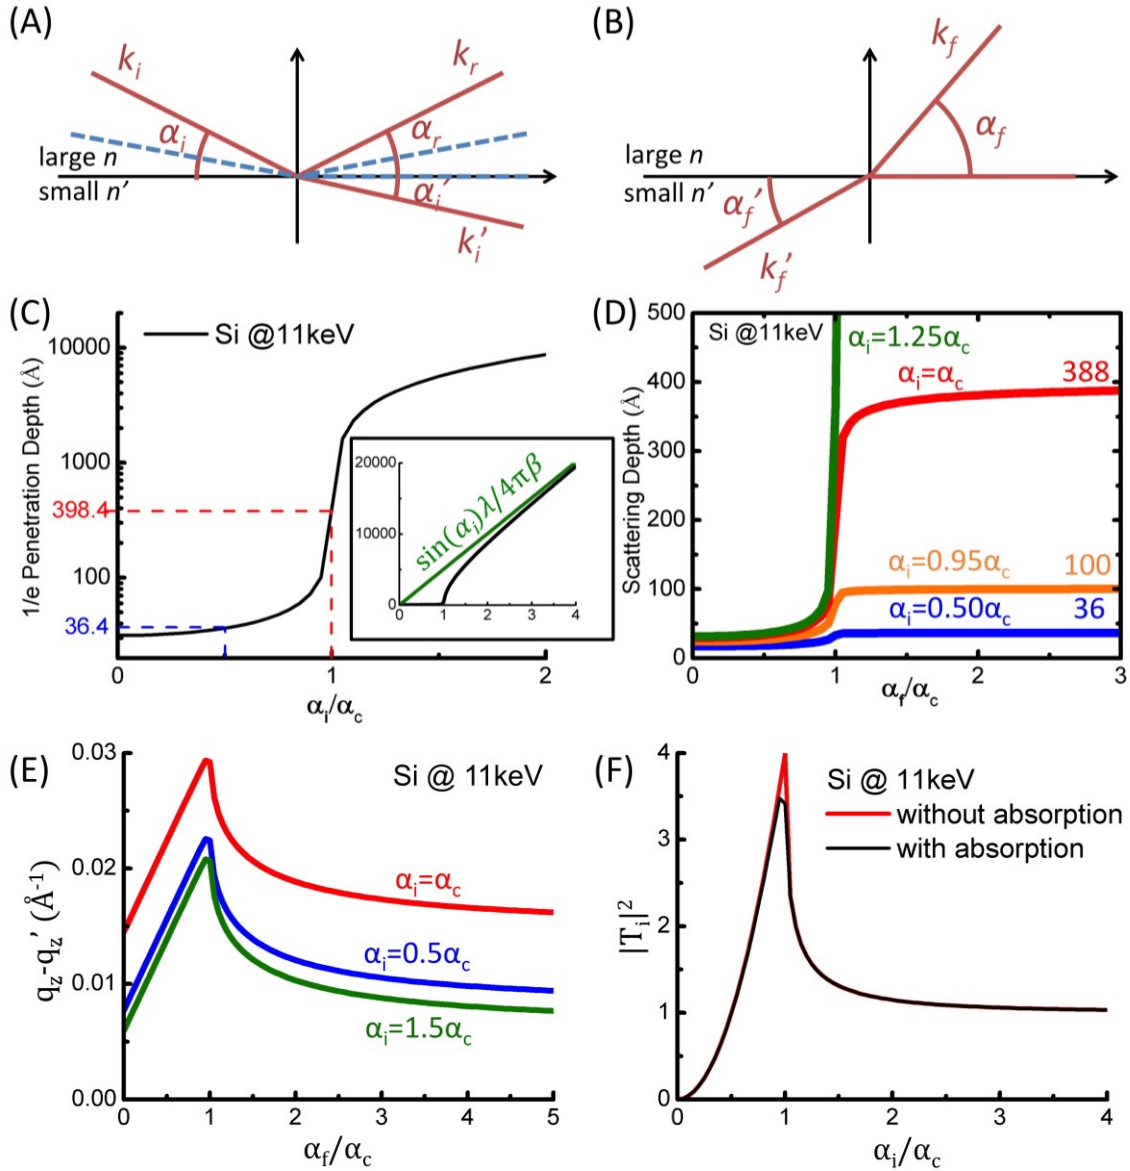 (A)
k_i
k_r
α_i
α_r
large n
small n'
α_i'
k_i'
(B)
k_f
α_f
large n
small n'
α_f'
k_f'
(C)
Si @11keV
10000
1000
398.4
100
36.4
1/e Penetration Depth (Å)
0
1
2
α_i/α_c
20000
10000
0
0
1
2
3
4
sin(α_i)λ/4πβ
(D)
Si @11keV
500
400
300
200
100
0
Scattering Depth (Å)
α_i=1.25α_c
α_i=α_c
388
α_i=0.95α_c
100
α_i=0.50α_c
36
0
1
2
3
α_f/α_c
(E)
Si @ 11keV
0.03
0.02
0.01
0.00
q_z-q_z' (Å⁻¹)
α_i=α_c
α_i=0.5α_c
α_i=1.5α_c
0
1
2
3
4
5
α_f/α_c
(F)
Si @ 11keV
without absorption
with absorption
4
3
2
1
0
|T_i|²
0
1
2
3
4
α_i/α_c